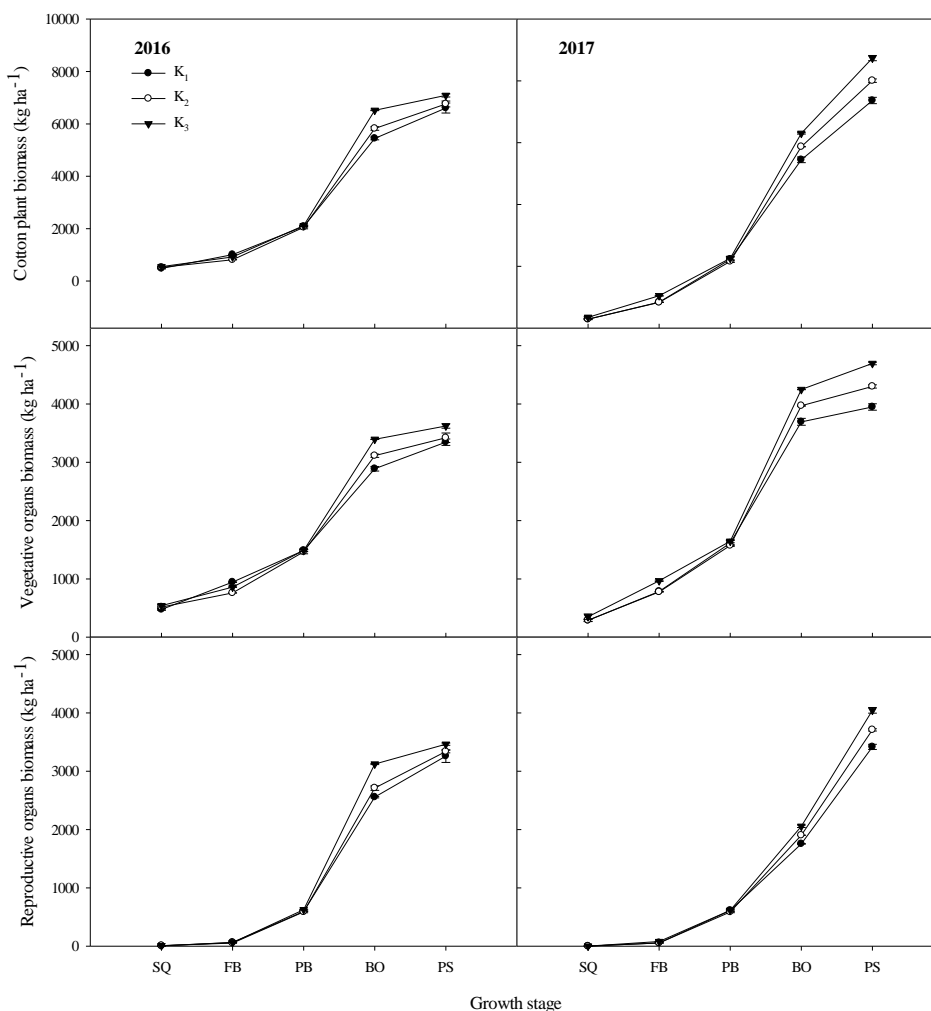 2016
K1
K2
K3
2017
Cotton plant biomass (kg ha⁻¹)
10000
8000
6000
4000
2000
0
Vegetative organs biomass (kg ha⁻¹)
5000
4000
3000
2000
1000
0
Reproductive organs biomass (kg ha⁻¹)
5000
4000
3000
2000
1000
0
SQ FB PB BO PS SQ FB PB BO PS
Growth stage